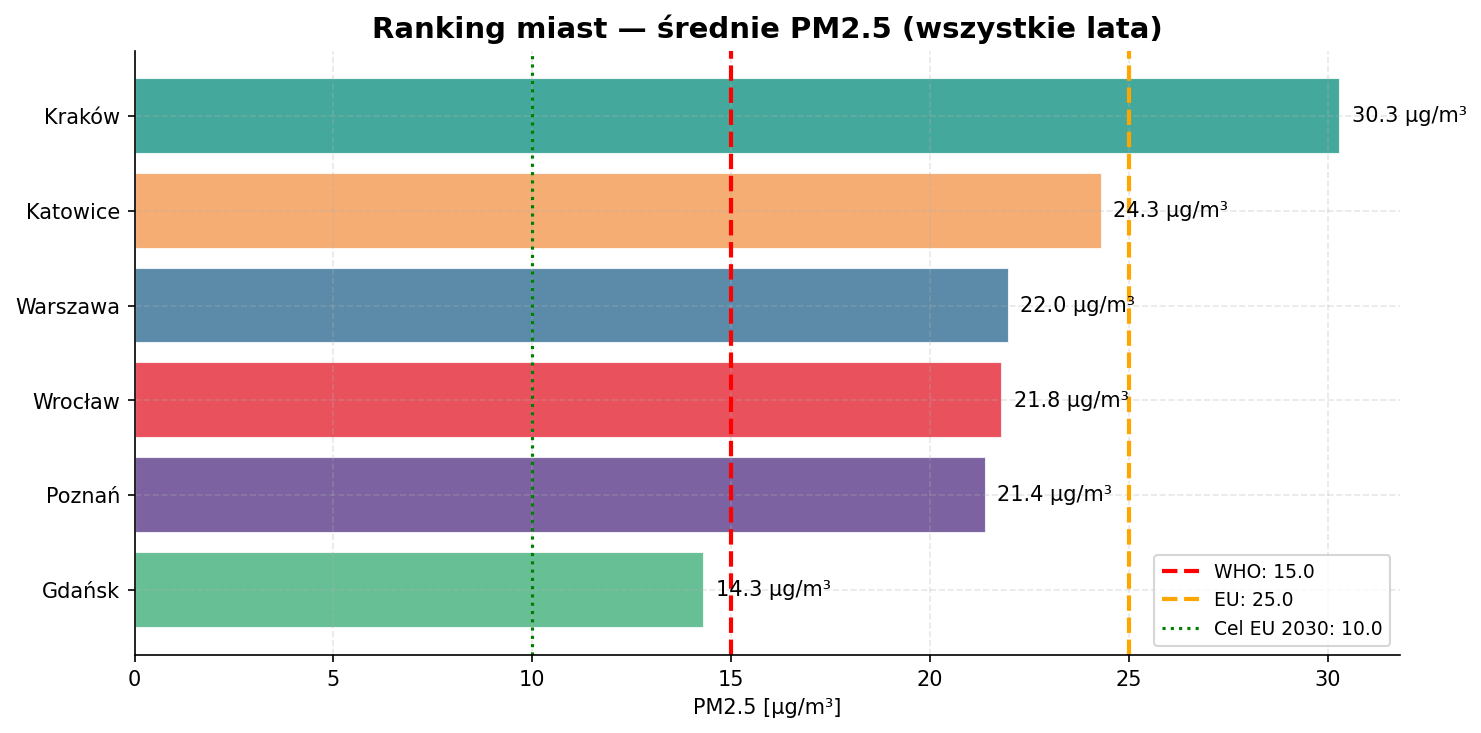 Ranking miast — średnie PM2.5 (wszystkie lata)
Kraków 30.3 µg/m³
Katowice 24.3 µg/m³
Warszawa 22.0 µg/m³
Wrocław 21.8 µg/m³
Poznań 21.4 µg/m³
Gdańsk 14.3 µg/m³
WHO: 15.0
EU: 25.0
Cel EU 2030: 10.0
0 5 10 15 20 25 30
PM2.5 [µg/m³]